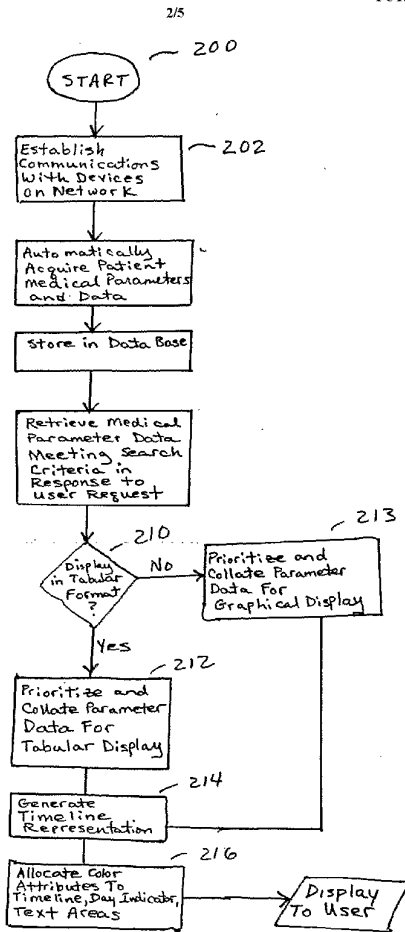 2/5
200
START
202
Establish
Communications
With Devices
on Network
Automatically
Acquire Patient
Medical Parameters
and Data
Store in Data Base
Retrieve Medical
Parameter Data
Meeting Search
Criteria in
Response to
User Request
210
Display
in Tabular
Format
?
No
213
Prioritize and
Collate Parameter
Data For
Graphical Display
Yes
212
Prioritize and
Collate Parameter
Data For
Tabular Display
214
Generate
Timeline
Representation
216
Allocate Color
Attributes To
Timeline, Day Indicator,
Text Areas
Display
To User